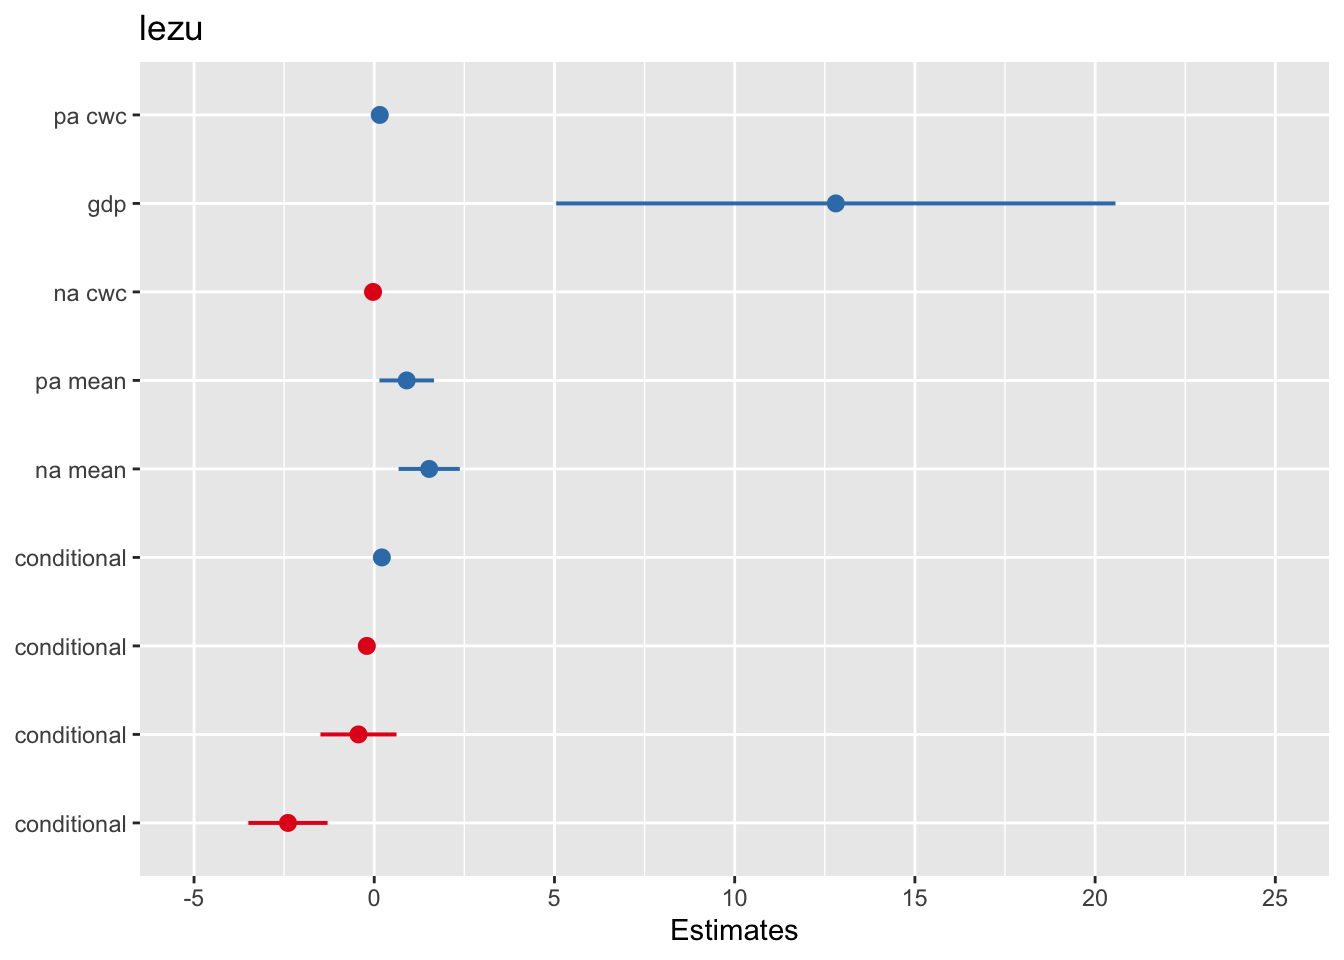 lezu
pa cwc
gdp
na cwc
pa mean
na mean
conditional
conditional
conditional
conditional
-5 0 5 10 15 20 25
Estimates